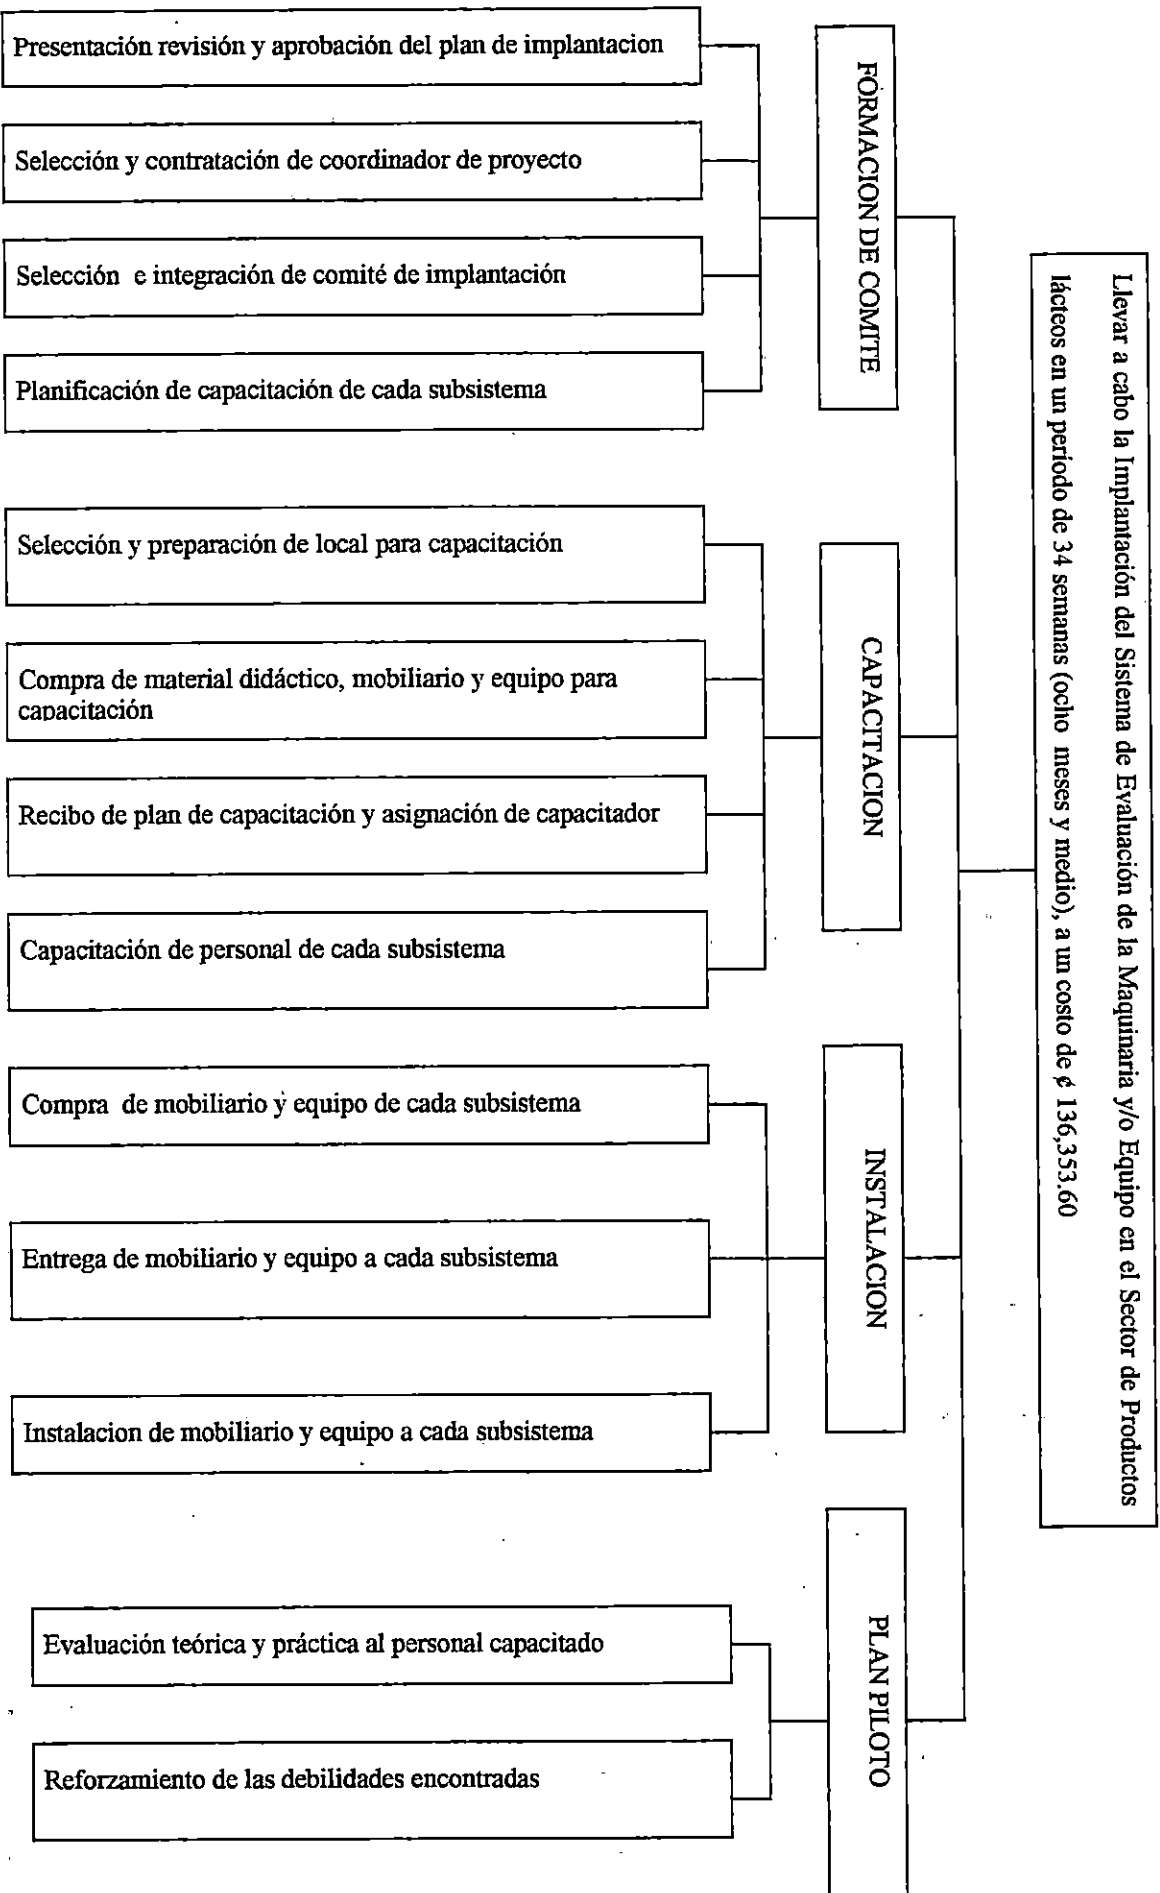 Llevar a cabo la Implantación del Sistema de Evaluación de la Maquinaria y/o Equipo en el Sector de Productos
lácteos en un período de 34 semanas (ocho meses y medio), a un costo de ¢ 136,353.60
FORMACION DE COMITE
Presentación revisión y aprobación del plan de implantacion
Selección y contratación de coordinador de proyecto
Selección e integración de comité de implantación
Planificación de capacitación de cada subsistema
CAPACITACION
Selección y preparación de local para capacitación
Compra de material didáctico, mobiliario y equipo para
capacitación
Recibo de plan de capacitación y asignación de capacitador
Capacitación de personal de cada subsistema
INSTALACION
Compra de mobiliario y equipo de cada subsistema
Entrega de mobiliario y equipo a cada subsistema
Instalacion de mobiliario y equipo a cada subsistema
PLAN PILOTO
Evaluación teórica y práctica al personal capacitado
Reforzamiento de las debilidades encontradas